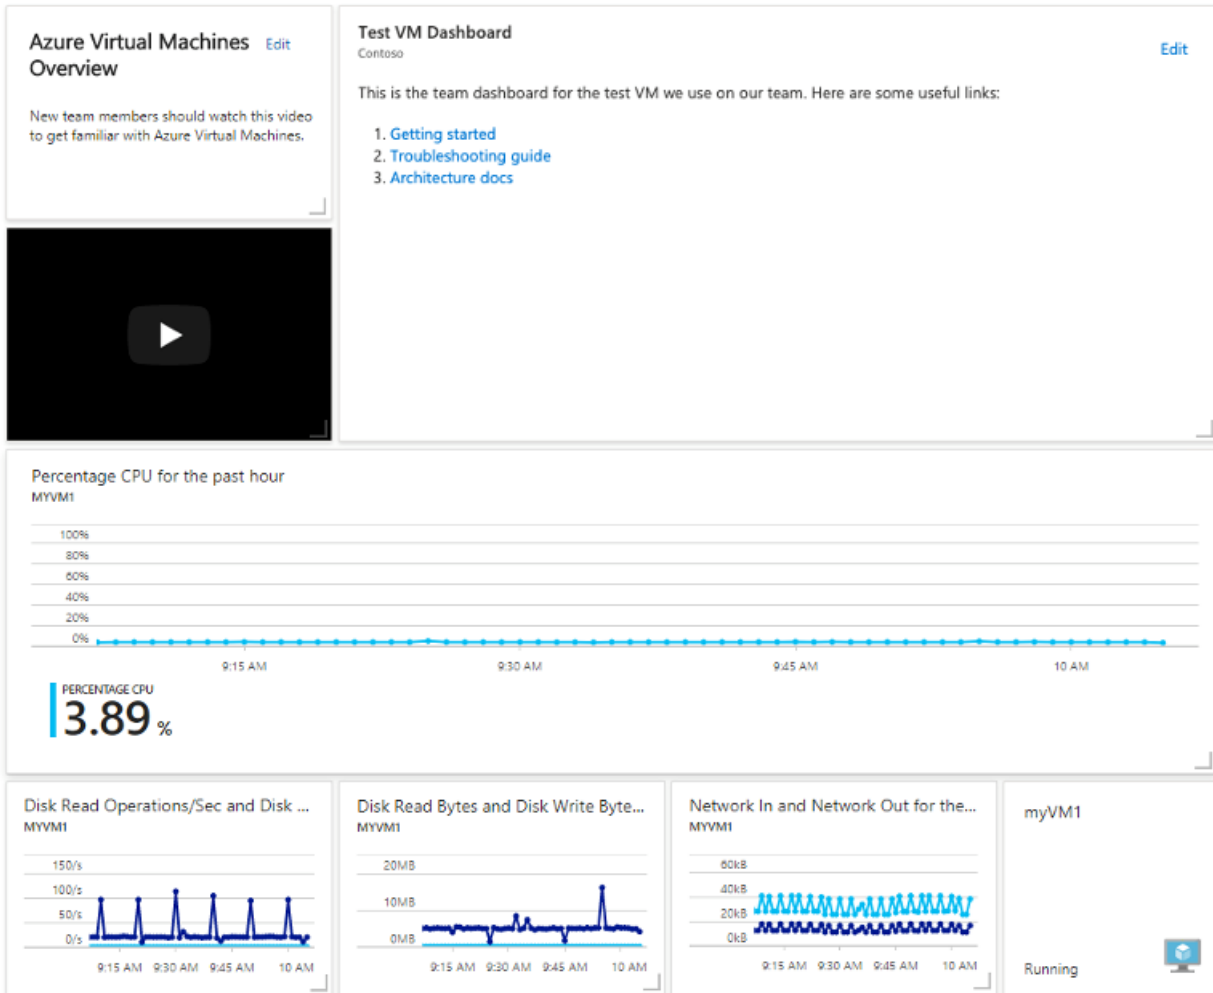 Azure Virtual Machines Edit
Overview
New team members should watch this video
to get familiar with Azure Virtual Machines.
Test VM Dashboard
Contoso
Edit
This is the team dashboard for the test VM we use on our team. Here are some useful links:
1. Getting started
2. Troubleshooting guide
3. Architecture docs
Percentage CPU for the past hour
MYVM1
100%
80%
60%
40%
20%
0%
9:15 AM 9:30 AM 9:45 AM 10 AM
PERCENTAGE CPU
3.89 %
Disk Read Operations/Sec and Disk ...
MYVM1
150/s
100/s
50/s
0/s
9:15 AM 9:30 AM 9:45 AM 10 AM
Disk Read Bytes and Disk Write Byte...
MYVM1
20MB
10MB
0MB
9:15 AM 9:30 AM 9:45 AM 10 AM
Network In and Network Out for the...
MYVM1
60kB
40kB
20kB
0kB
9:15 AM 9:30 AM 9:45 AM 10 AM
myVM1
Running